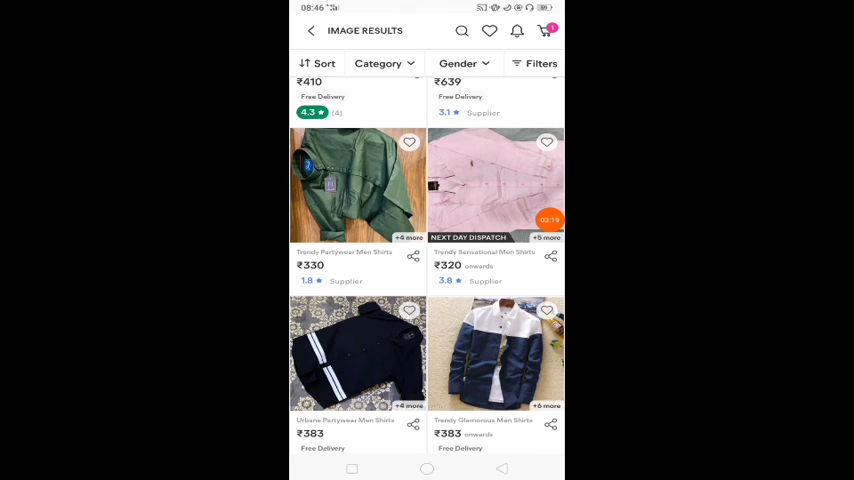 08:46
59
IMAGE RESULTS
1
Sort
Category
Gender
Filters
₹410
₹639
Free Delivery
Free Delivery
4.3 ★ (4)
3.1 ★ Supplier
02:19
+4 more
NEXT DAY DISPATCH
+5 more
Trendy Partywear Men Shirts
Trendy Sensational Men Shirts
₹330
₹320 onwards
1.8 ★ Supplier
3.8 ★ Supplier
+4 more
+6 more
Urbane Partywear Men Shirts
Trendy Glamorous Men Shirts
₹383
₹383 onwards
Free Delivery
Free Delivery